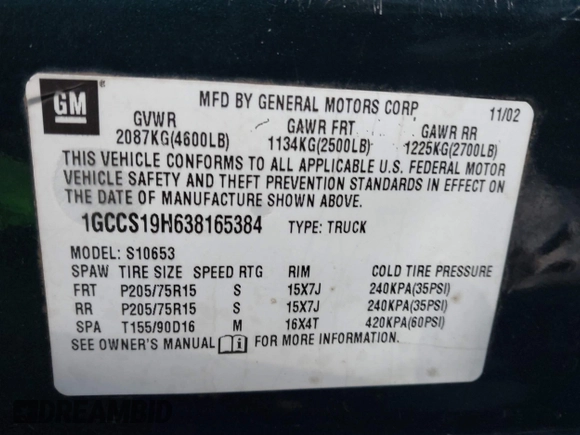 GM
MFD BY GENERAL MOTORS CORP 11/02
GVWR GAWR FRT GAWR RR
2087KG(4600LB) 1134KG(2500LB) 1225KG(2700LB)
THIS VEHICLE CONFORMS TO ALL APPLICABLE U.S. FEDERAL MOTOR
VEHICLE SAFETY AND THEFT PREVENTION STANDARDS IN EFFECT ON
THE DATE OF MANUFACTURE SHOWN ABOVE.
1GCCS19H638165384 TYPE: TRUCK
MODEL: S10653
SPAW TIRE SIZE SPEED RTG RIM COLD TIRE PRESSURE
FRT P205/75R15 S 15X7J 240KPA(35PSI)
RR P205/75R15 S 15X7J 240KPA(35PSI)
SPA T155/90D16 M 16X4T 420KPA(60PSI)
SEE OWNER'S MANUAL i FOR MORE INFORMATION.
DREAMBID